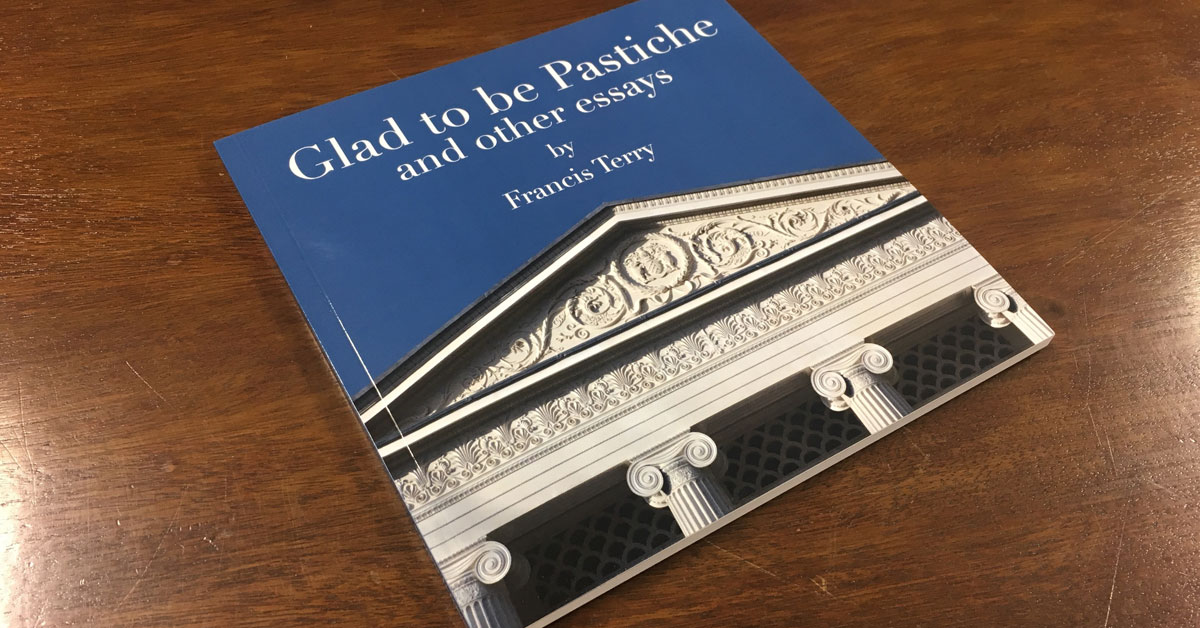 Glad to be Pastiche
and other essays
by
Francis Terry